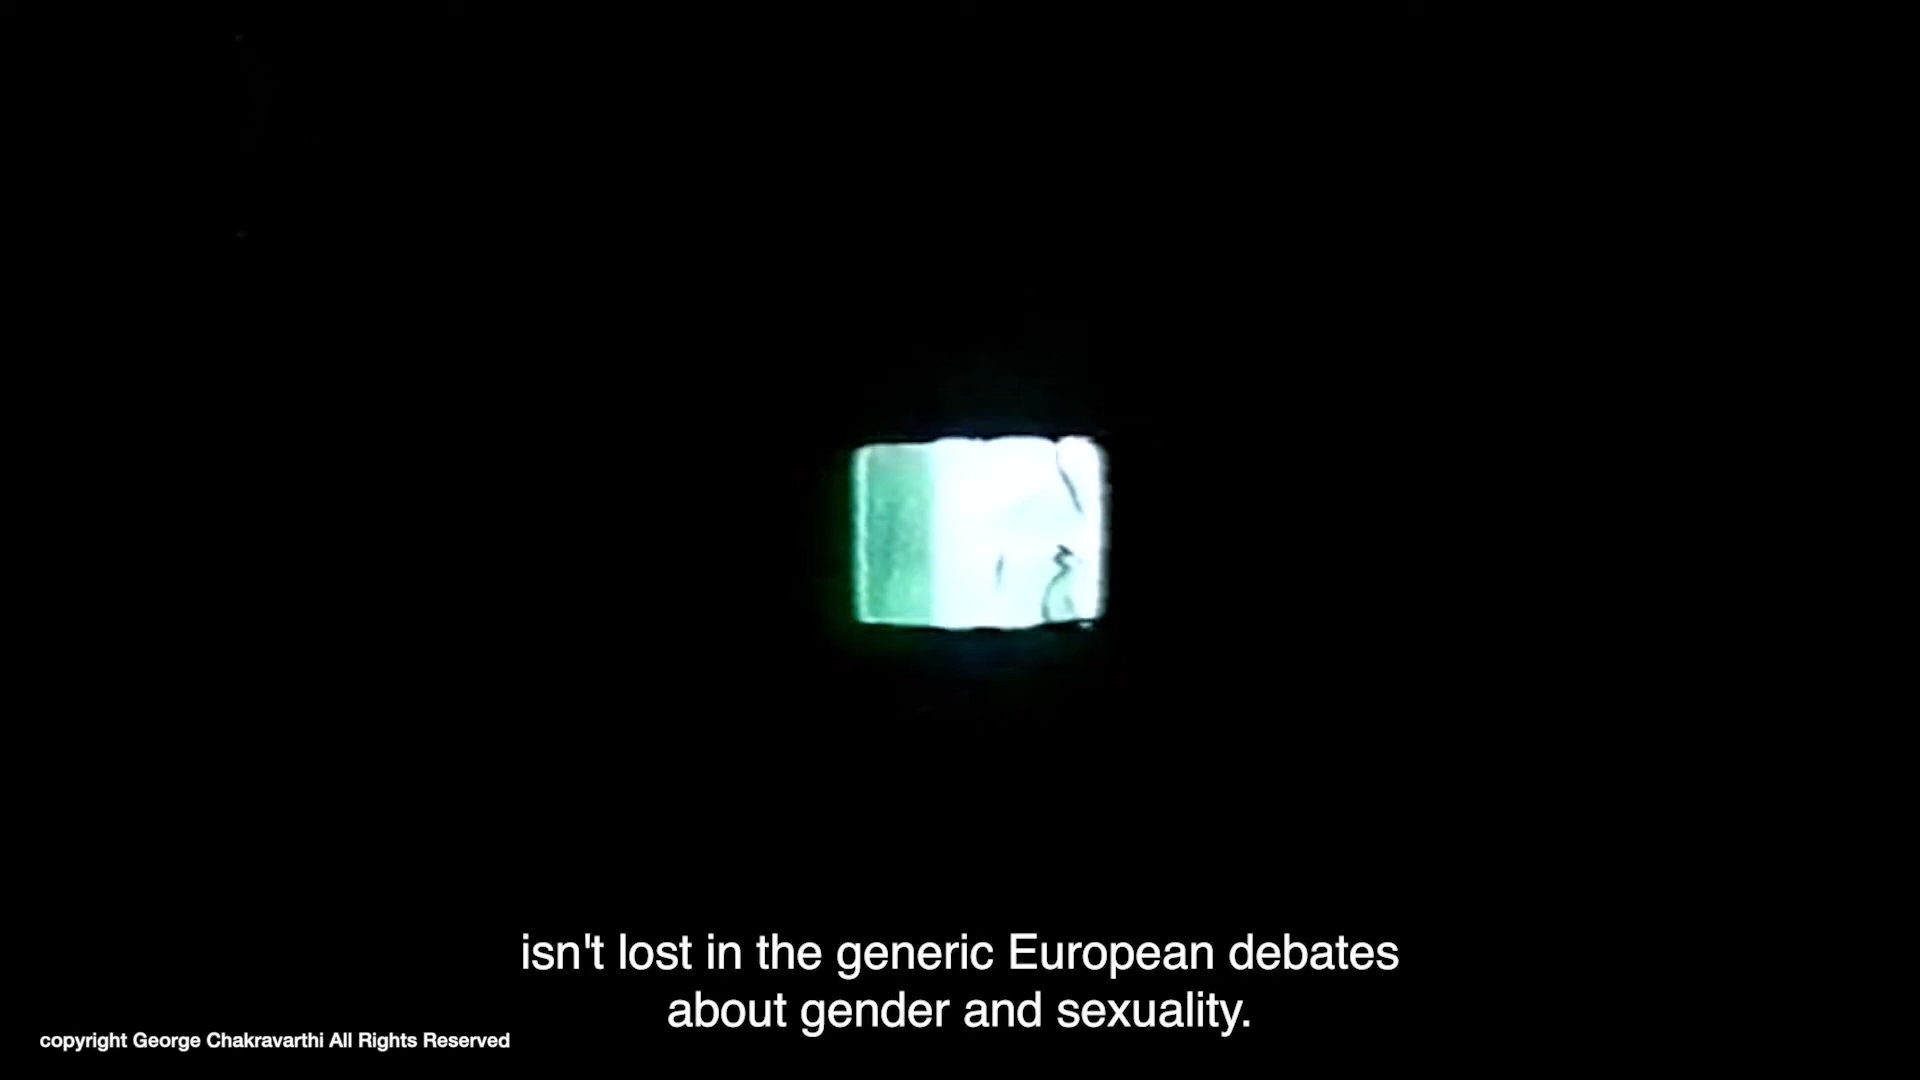 isn't lost in the generic European debates
about gender and sexuality.
copyright George Chakravarthi All Rights Reserved